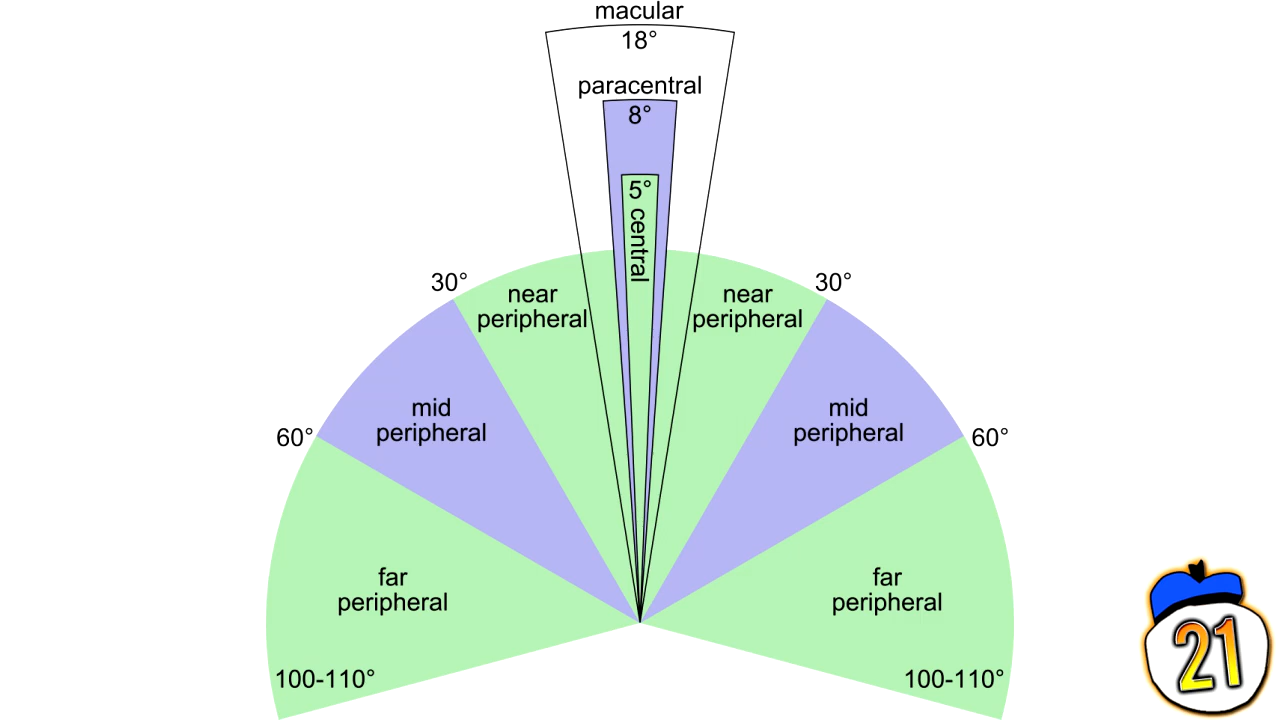 macular
18°
paracentral
8°
5° central
30°
30°
near
peripheral
near
peripheral
mid
peripheral
mid
peripheral
60°
60°
far
peripheral
far
peripheral
100-110°
100-110°
21